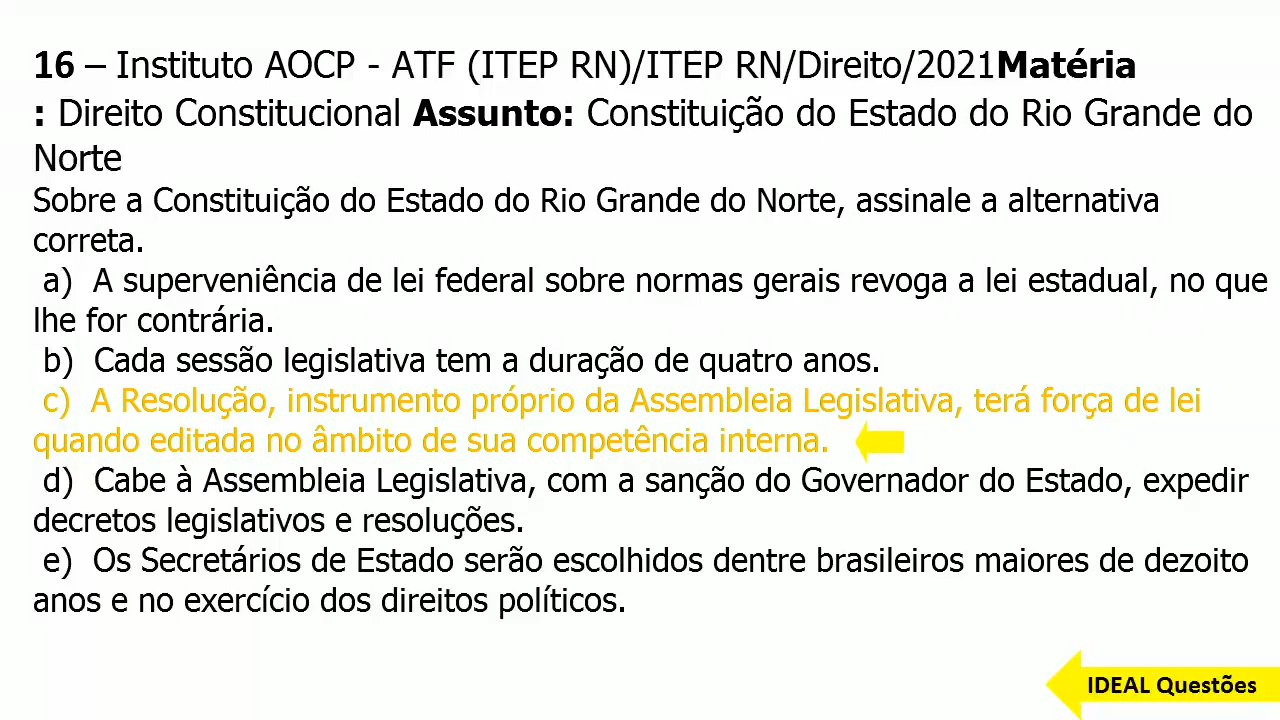 16 – Instituto AOCP - ATF (ITEP RN)/ITEP RN/Direito/2021Matéria
: Direito Constitucional Assunto: Constituição do Estado do Rio Grande do
Norte
Sobre a Constituição do Estado do Rio Grande do Norte, assinale a alternativa
correta.
a) A superveniência de lei federal sobre normas gerais revoga a lei estadual, no que
lhe for contrária.
b) Cada sessão legislativa tem a duração de quatro anos.
c) A Resolução, instrumento próprio da Assembleia Legislativa, terá força de lei
quando editada no âmbito de sua competência interna.
d) Cabe à Assembleia Legislativa, com a sanção do Governador do Estado, expedir
decretos legislativos e resoluções.
e) Os Secretários de Estado serão escolhidos dentre brasileiros maiores de dezoito
anos e no exercício dos direitos políticos.
IDEAL Questões